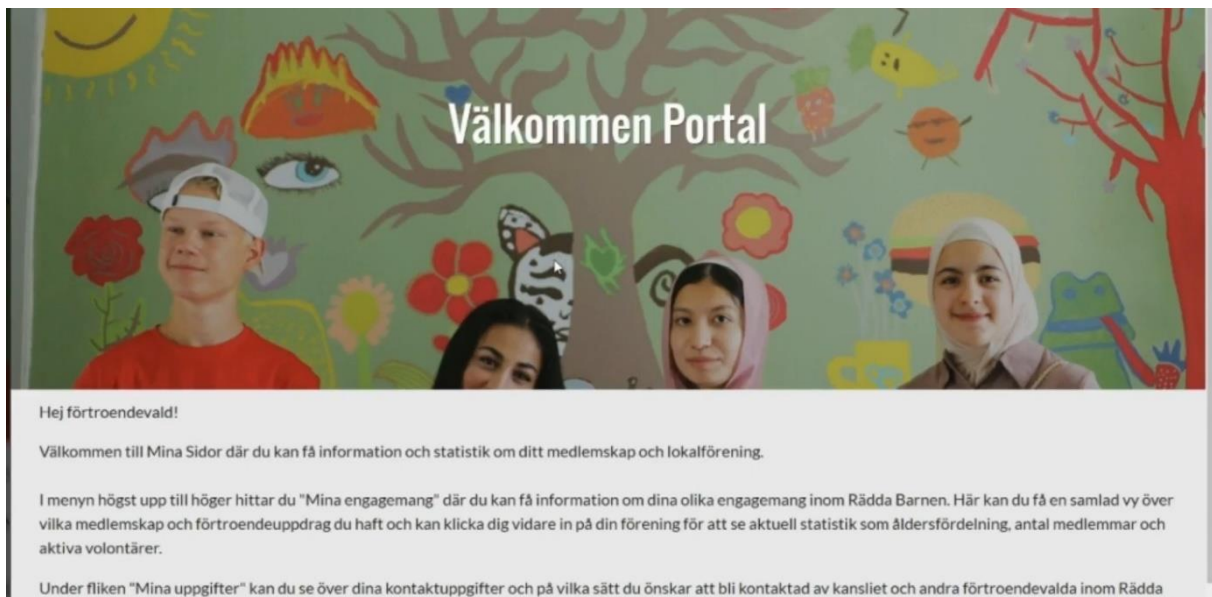 Välkommen Portal
Hej förtroendevald!
Välkommen till Mina Sidor där du kan få information och statistik om ditt medlemskap och lokalförening.
I menyn högst upp till höger hittar du "Mina engagemang" där du kan få information om dina olika engagemang inom Rädda Barnen. Här kan du få en samlad vy över
vilka medlemskap och förtroendeuppdrag du haft och kan klicka dig vidare in på din förening för att se aktuell statistik som åldersfördelning, antal medlemmar och
aktiva volontärer.
Under fliken "Mina uppgifter" kan du se över dina kontaktuppgifter och på vilka sätt du önskar att bli kontaktad av kansliet och andra förtroendevalda inom Rädda